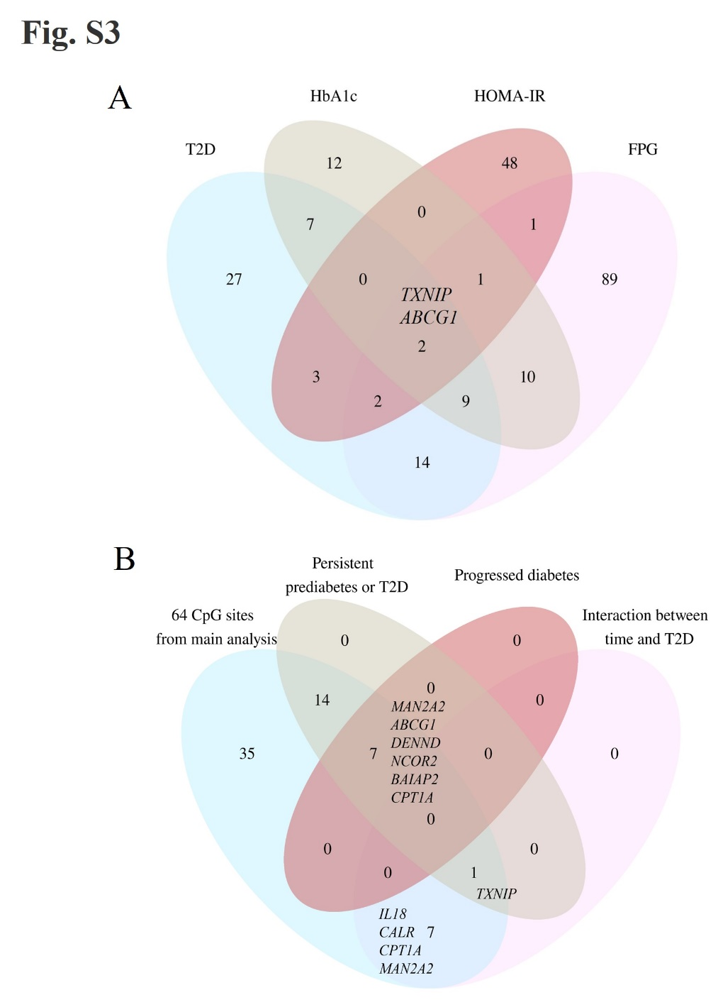 Fig. S3
A
HbA1c
HOMA-IR
T2D
FPG
12
48
0
7
1
27
0
1
89
TXNIP
ABCG1
2
3
10
2
9
14
B
Persistent
prediabetes or T2D
Progressed diabetes
64 CpG sites
from main analysis
Interaction between
time and T2D
0
0
0
14
0
MAN2A2
ABCG1
DENND
NCOR2
BAIAP2
CPT1A
35
7
0
0
0
0
0
0
1
TXNIP
IL18
CALR 7
CPT1A
MAN2A2